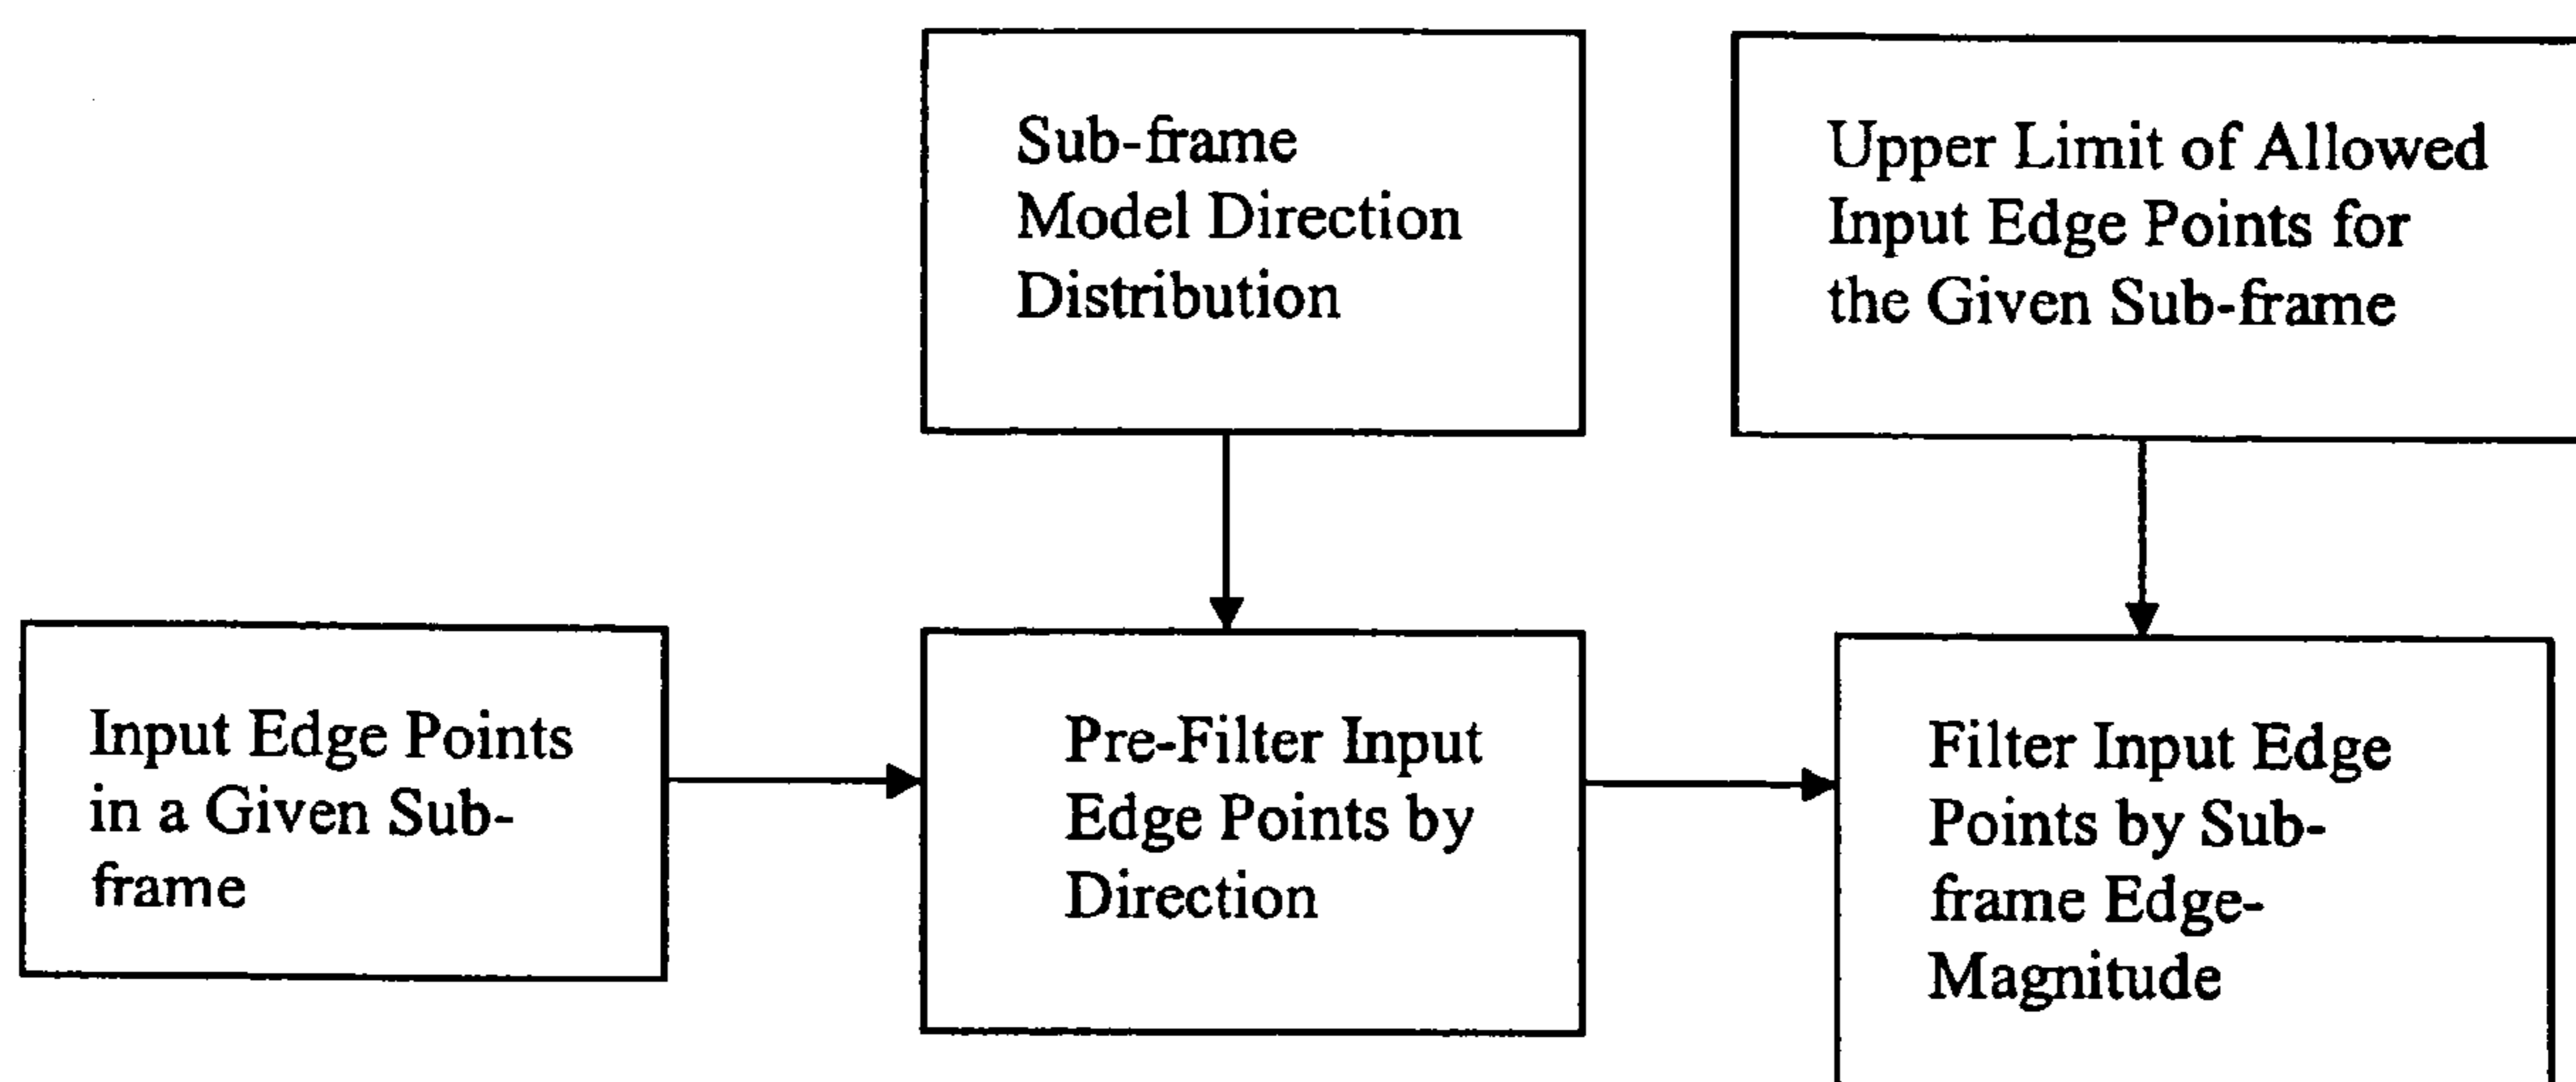 Sub-frame
Model Direction
Distribution
Upper Limit of Allowed
Input Edge Points for
the Given Sub-frame
Input Edge Points
in a Given Sub-
frame
Pre-Filter Input
Edge Points by
Direction
Filter Input Edge
Points by Sub-
frame Edge-
Magnitude